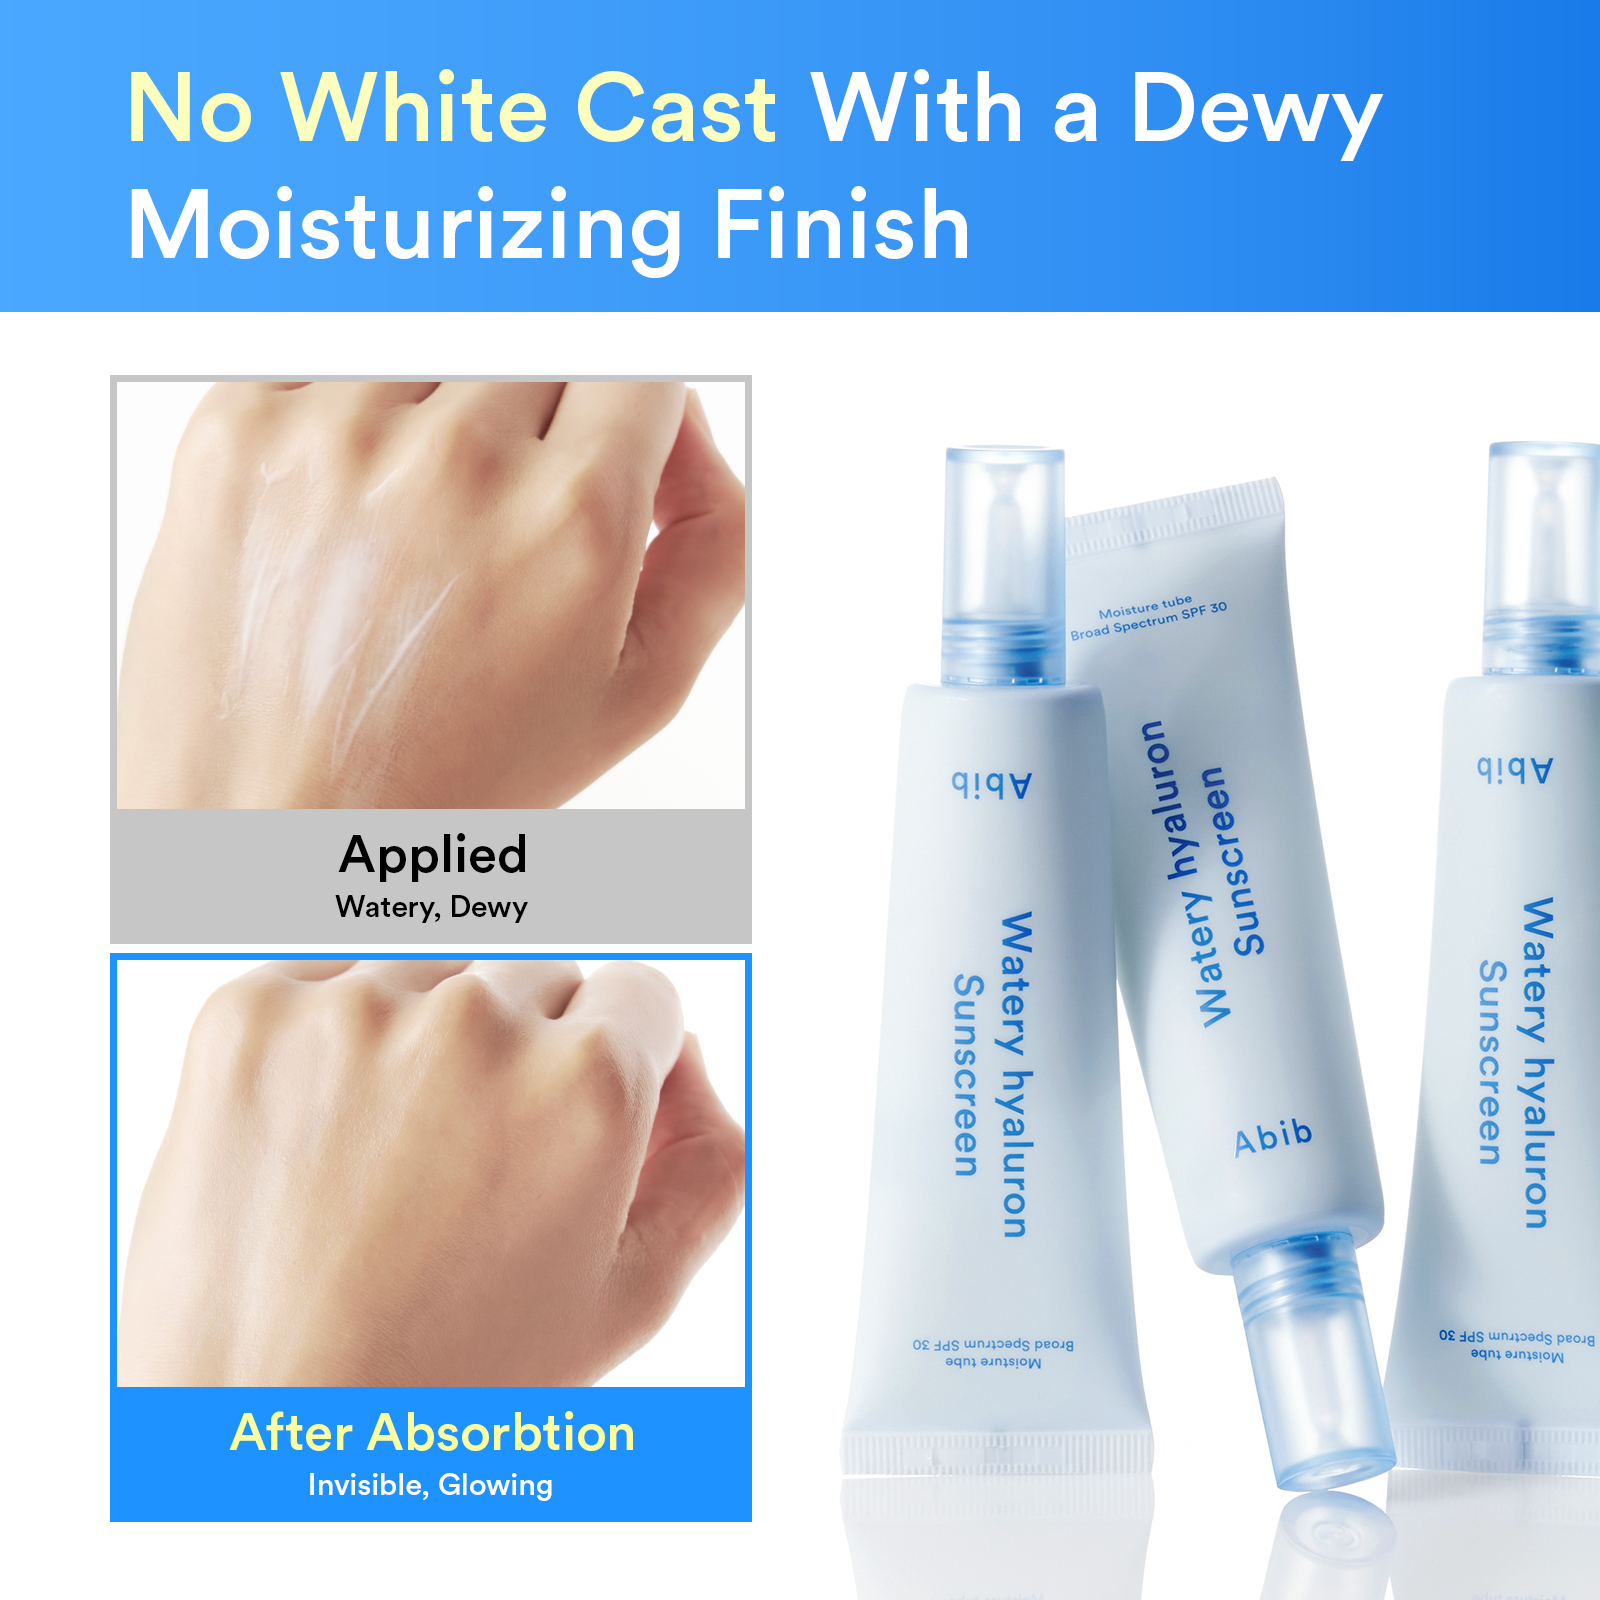 No White Cast With a Dewy
Moisturizing Finish
Applied
Watery, Dewy
After Absorbtion
Invisible, Glowing
Abib
Watery hyaluron
Sunscreen
Moisture tube
Broad Spectrum SPF 30
Moisture tube
Broad Spectrum SPF 30
Watery hyaluron
Sunscreen
Abib
Abib
Watery hyaluron
Sunscreen
Moisture tube
Broad Spectrum SPF 30